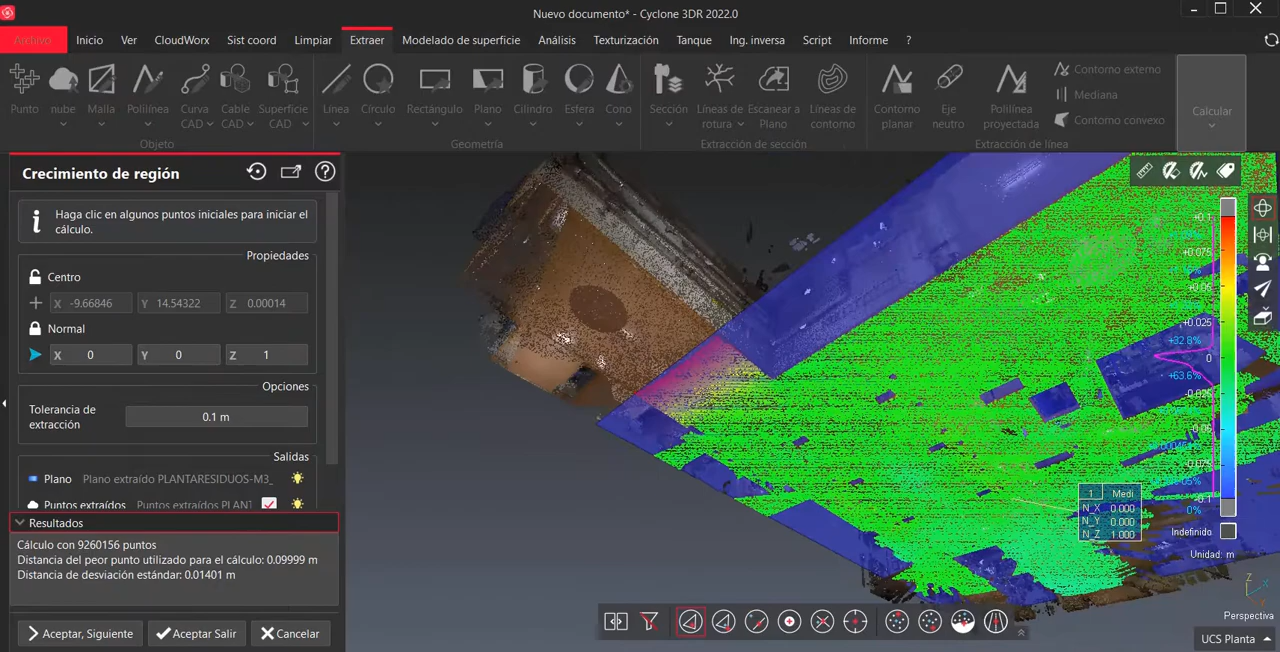 Nuevo documento* - Cyclone 3DR 2022.0
Archivo Inicio Ver CloudWorx Sist coord Limpiar Extraer Modelado de superficie Análisis Texturización Tanque Ing. inversa Script Informe ?
Punto nube Malla Polilínea Curva CAD Cable CAD Superficie CAD
Objeto
Línea Círculo Rectángulo Plano Cilindro Esfera Cono
Geometría
Sección Líneas de rotura Escanear a Plano Líneas de contorno
Extracción de sección
Contorno planar Eje neutro Polilínea proyectada
Contorno externo
Mediana
Contorno convexo
Extracción de línea
Calcular
Crecimiento de región
Haga clic en algunos puntos iniciales para iniciar el
cálculo.
Propiedades
Centro
X -9.66846 Y 14.54322 Z 0.00014
Normal
X 0 Y 0 Z 1
Opciones
Tolerancia de
extracción
0.1 m
Salidas
Plano Plano extraído PLANTARESIDUOS-M3_
Puntos extraídos Puntos extraídos PLANT
Resultados
Cálculo con 9260156 puntos
Distancia del peor punto utilizado para el cálculo: 0.09999 m
Distancia de desviación estándar: 0.01401 m
Aceptar, Siguiente Aceptar Salir Cancelar
+0.1
+0.025
+32.8%
0
+63.6%
-0.025
-0.1
0%
Indefinido
Unidad: m
1 Medi
N_X 0.000
N_Y 0.000
N_Z 1.000
Z
Perspectiva
UCS Planta